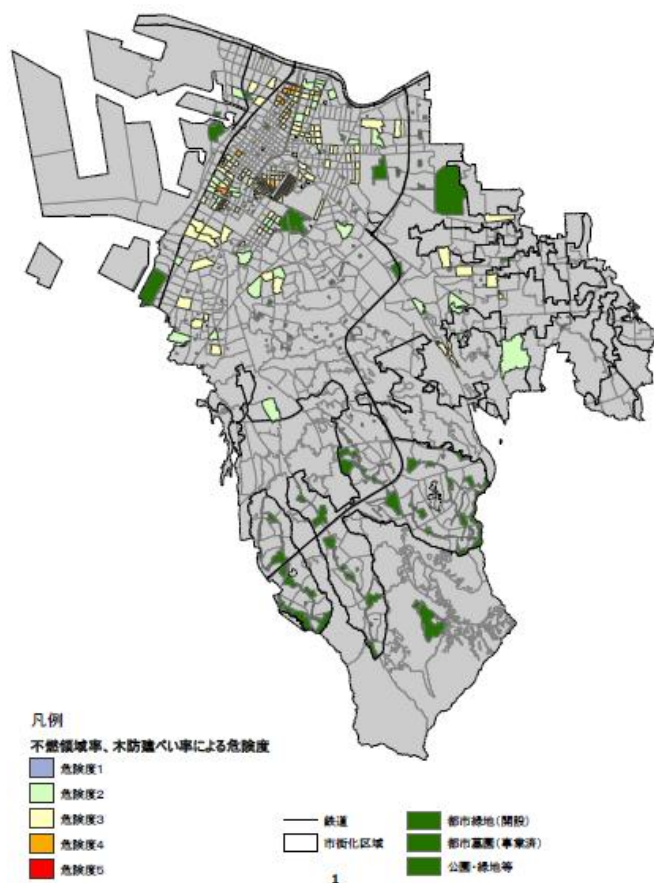 凡例
不燃領域率、木防建ぺい率による危険度
危険度1
危険度2
危険度3
危険度4
危険度5
鉄道
市街化区域
都市緑地(開設)
都市墓園(事業済)
公園・緑地等
1